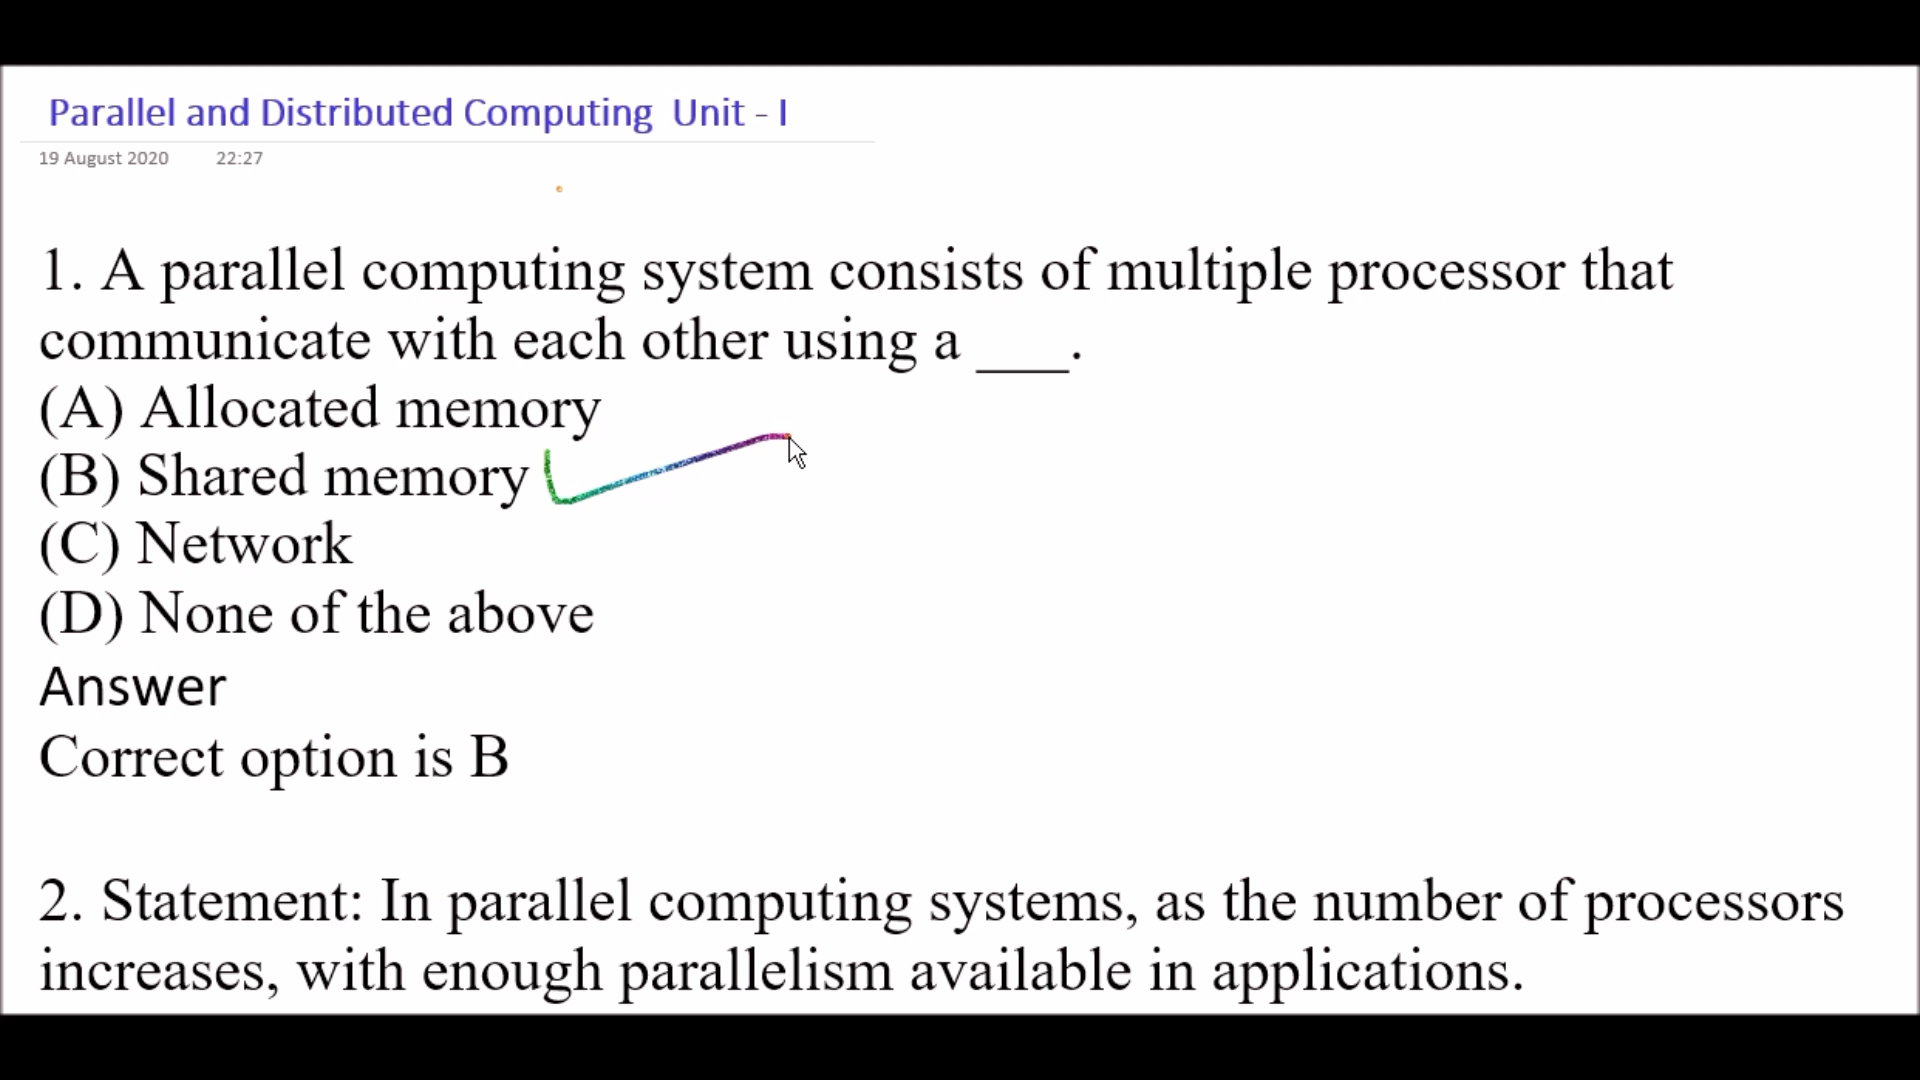 Parallel and Distributed Computing Unit - I
19 August 2020 22:27
1. A parallel computing system consists of multiple processor that
communicate with each other using a ___.
(A) Allocated memory
(B) Shared memory
(C) Network
(D) None of the above
Answer
Correct option is B
2. Statement: In parallel computing systems, as the number of processors
increases, with enough parallelism available in applications.